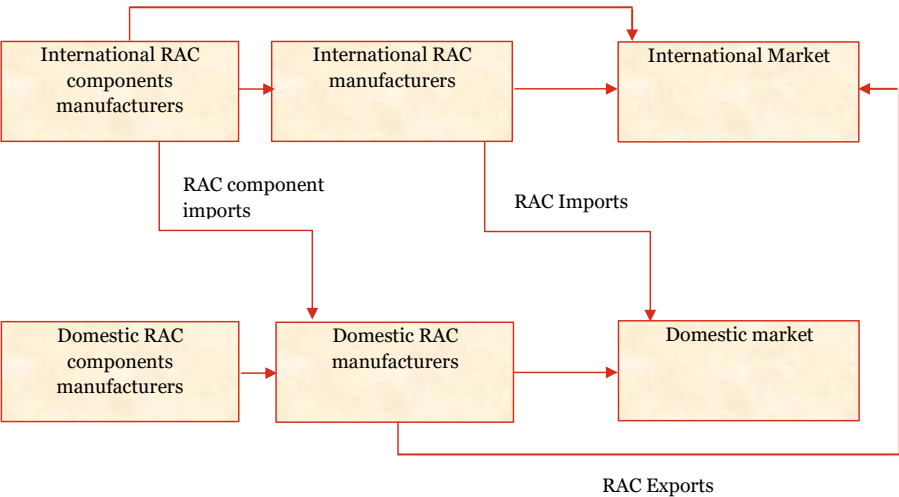 International RAC
components
manufacturers
International RAC
manufacturers
International Market
RAC component
imports
RAC Imports
Domestic RAC
components
manufacturers
Domestic RAC
manufacturers
Domestic market
RAC Exports